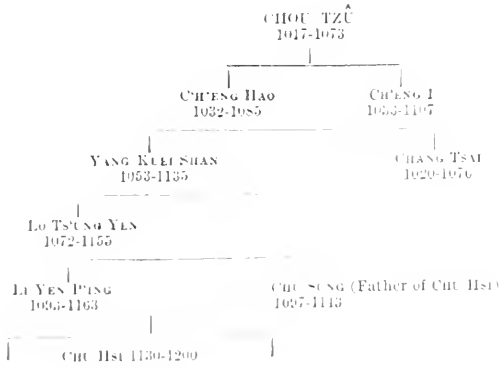 CHOU TZŬ
1017-1073
CH'ENG HAO
1032-1085
CH'ENG I
1033-1107
YANG KUEI SHAN
1053-1135
CHANG TSAI
1020-1076
LO TS'UNG YEN
1072-1155
LI YEN P'ING
1093-1163
CHU SUNG (Father of CHU HSI)
1097-1143
CHU HSI 1130-1200